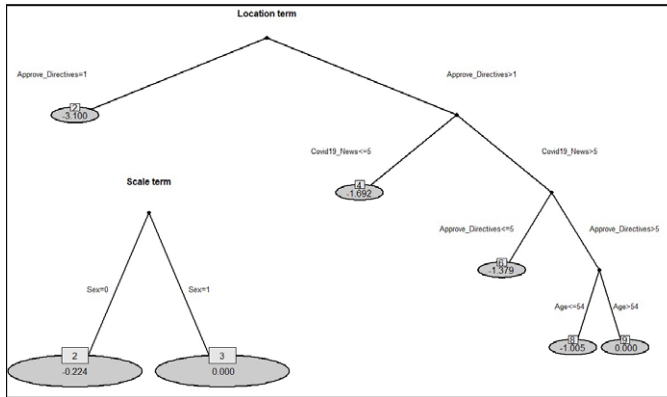 Location term
Approve_Directives=1
Approve_Directives>1
2
-3.100
Covid19_News<=5
Covid19_News>5
4
-1.692
Scale term
Approve_Directives<=5
Approve_Directives>5
6
-1.379
Sex=0
Sex=1
Age<=54
Age>54
8
-1.005
9
0.000
2
-0.224
3
0.000